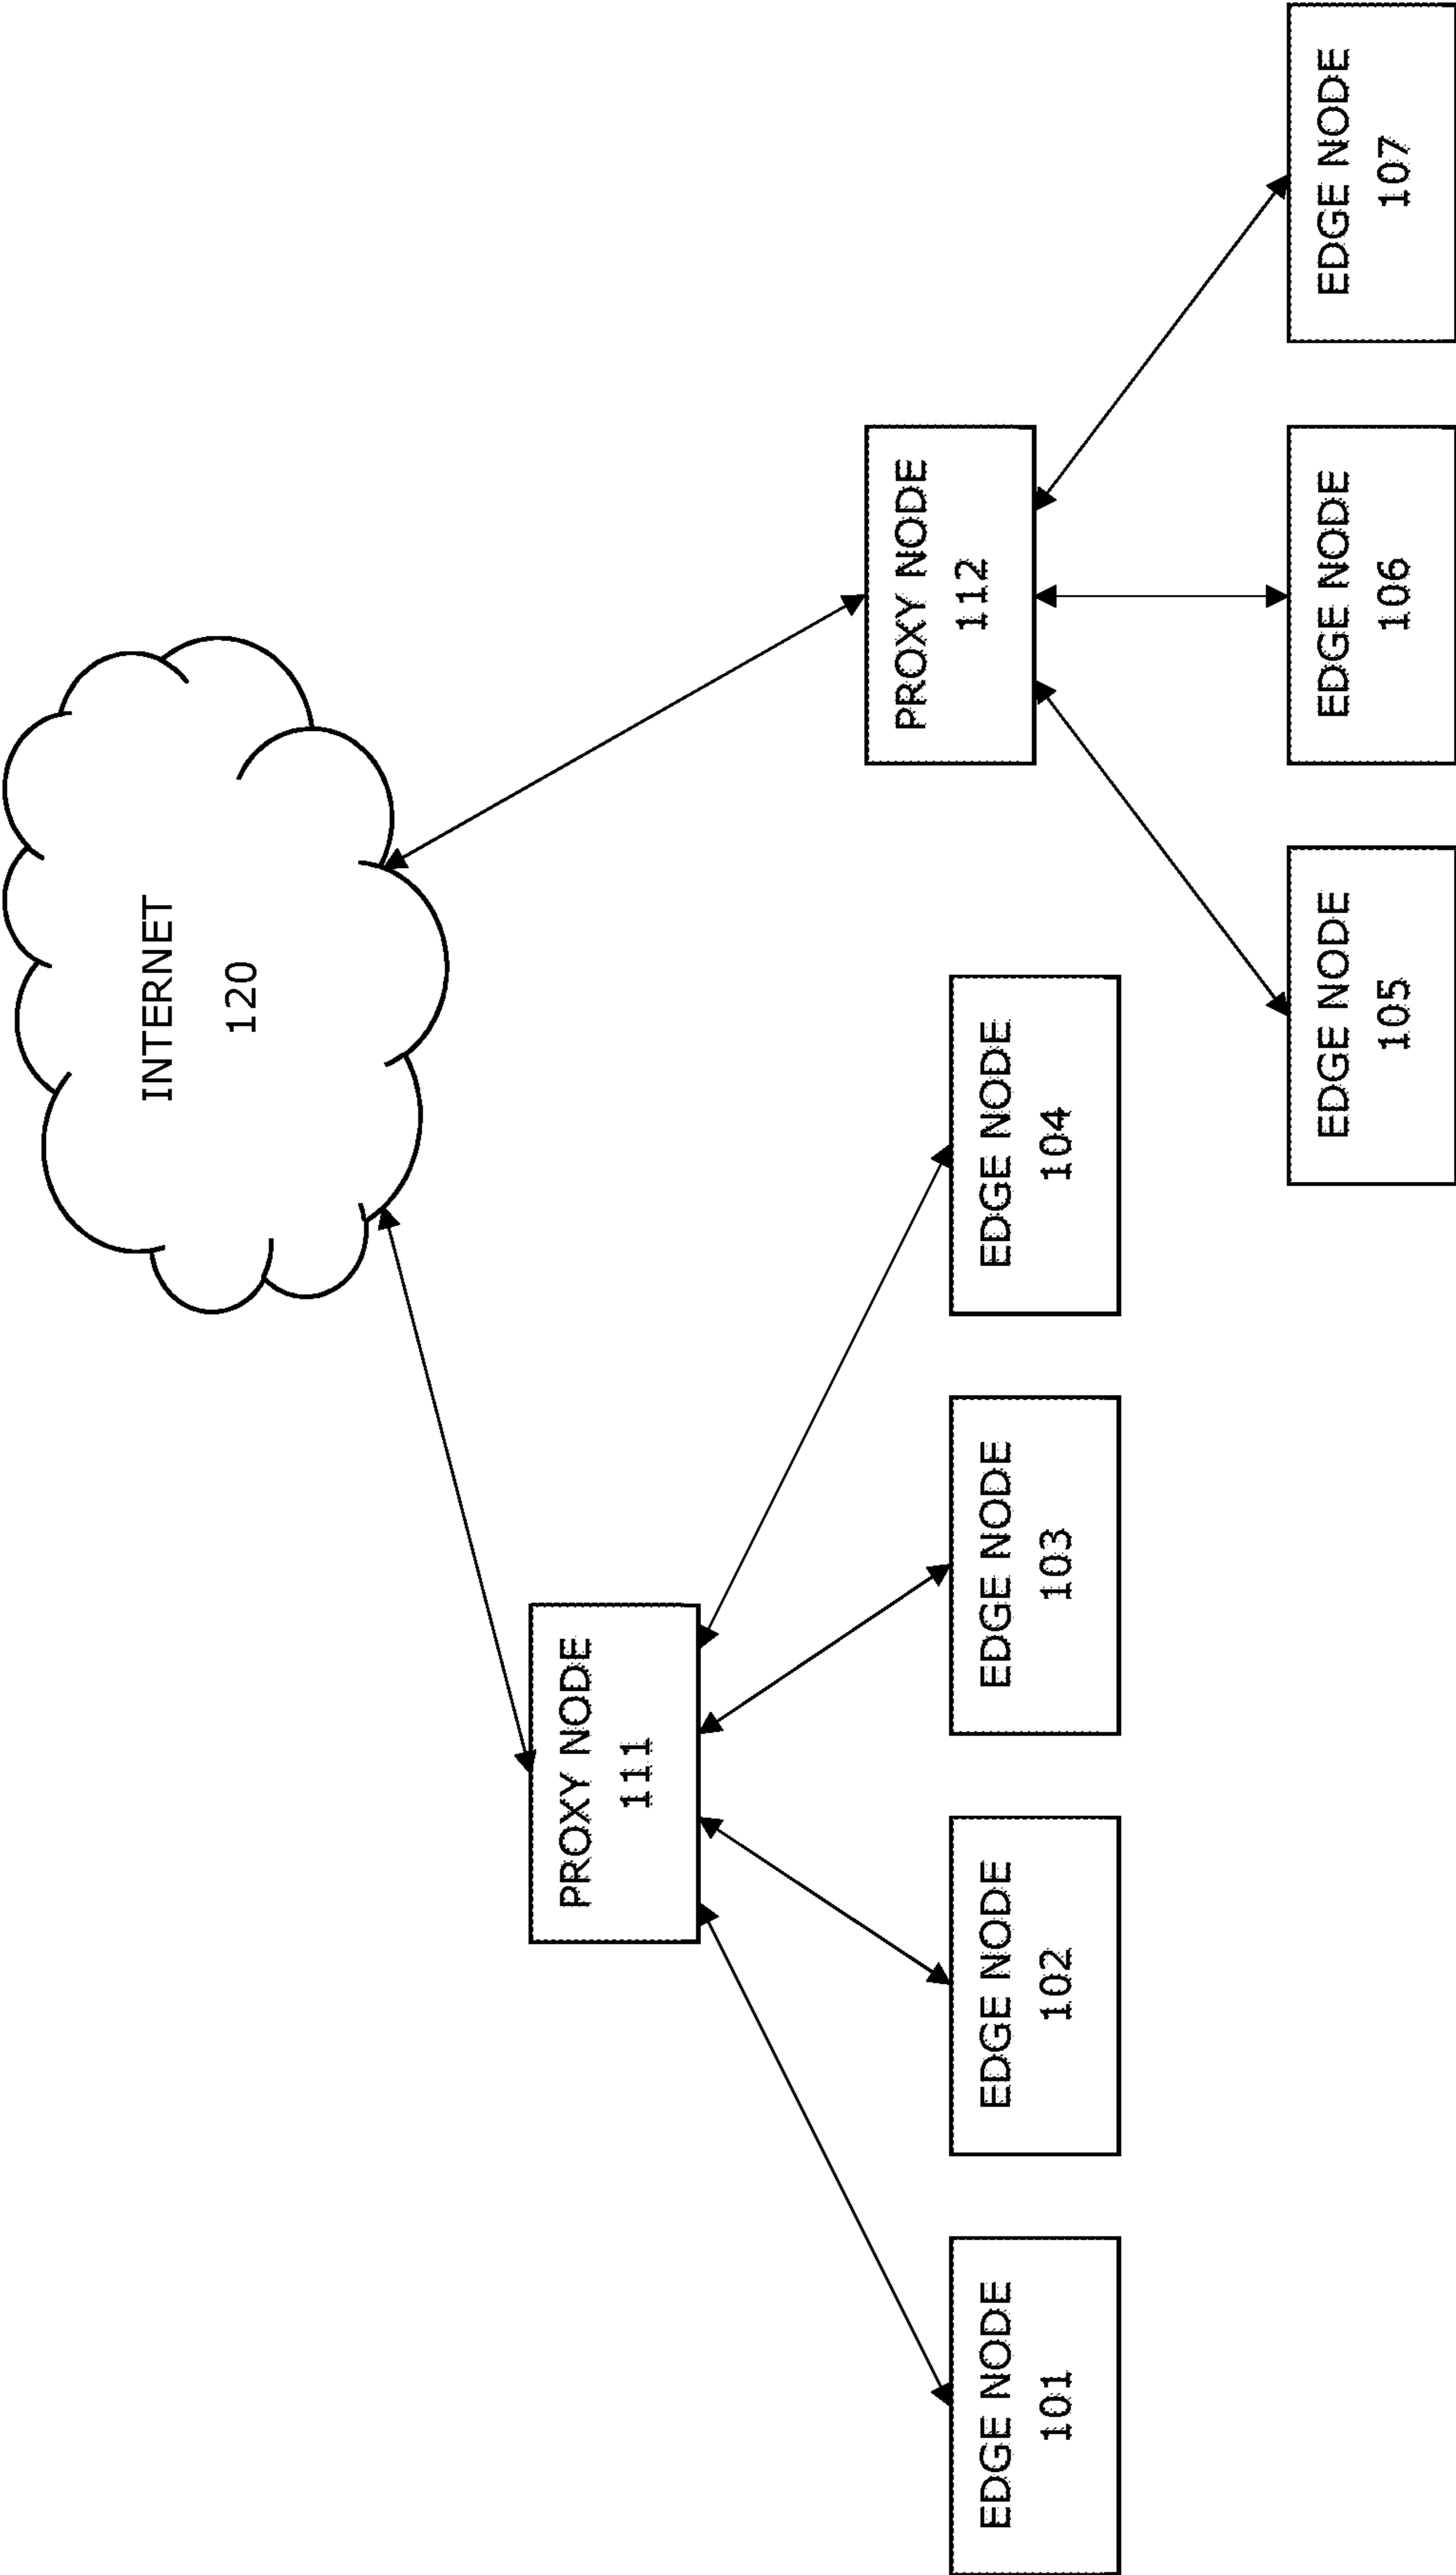 INTERNET
120
PROXY NODE
111
PROXY NODE
112
EDGE NODE
101
EDGE NODE
102
EDGE NODE
103
EDGE NODE
104
EDGE NODE
105
EDGE NODE
106
EDGE NODE
107